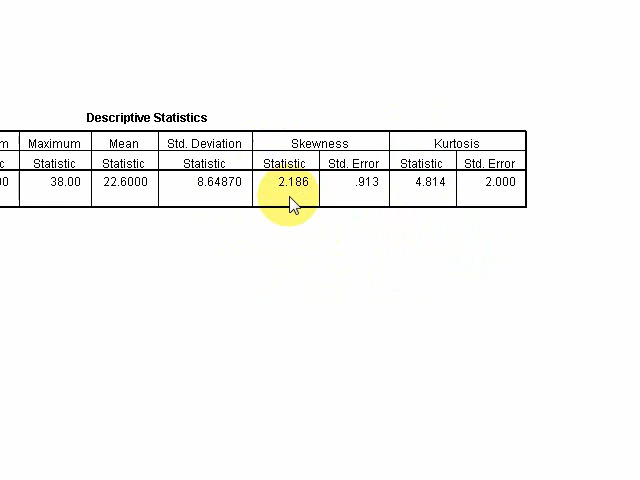 Descriptive Statistics
m Maximum Mean Std. Deviation Skewness Kurtosis
c Statistic Statistic Statistic Statistic Std. Error Statistic Std. Error
00 38.00 22.6000 8.64870 2.186 .913 4.814 2.000